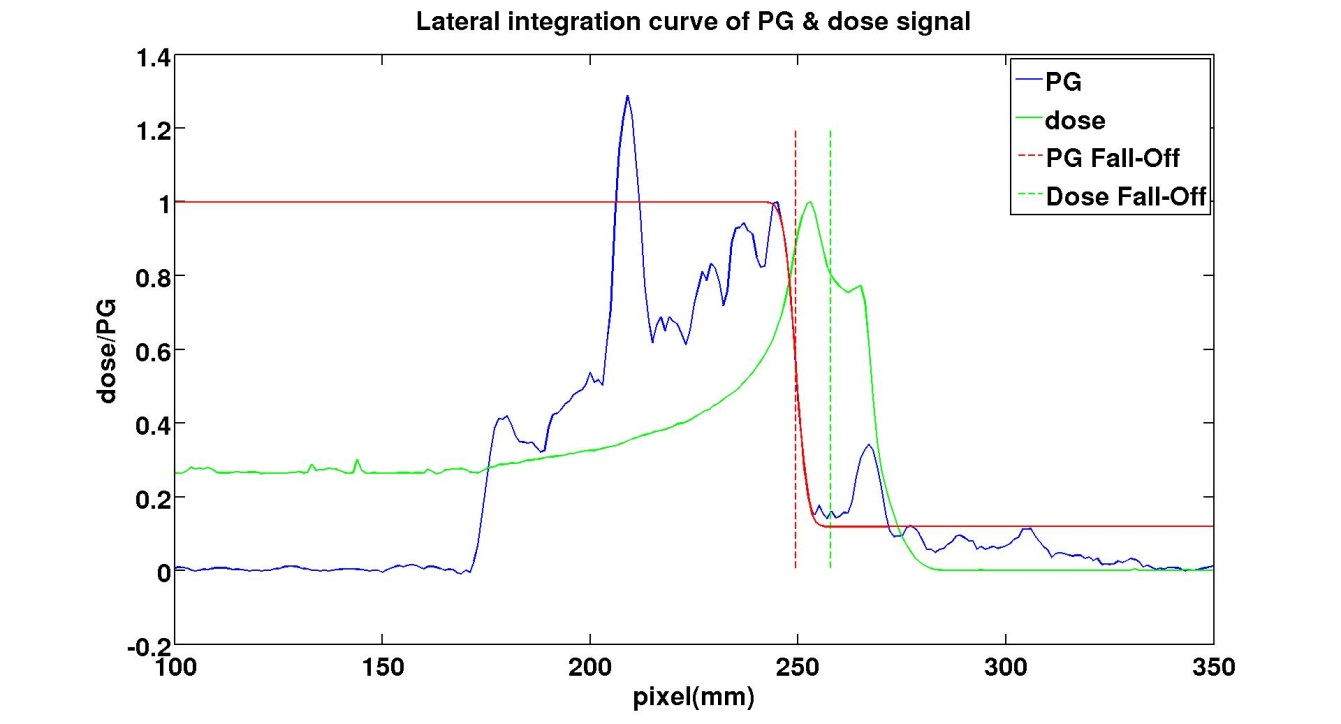 Lateral integration curve of PG & dose signal
1.4
1.2
1
0.8
0.6
0.4
0.2
0
-0.2
dose/PG
PG
dose
PG Fall-Off
Dose Fall-Off
100 150 200 250 300 350
pixel(mm)